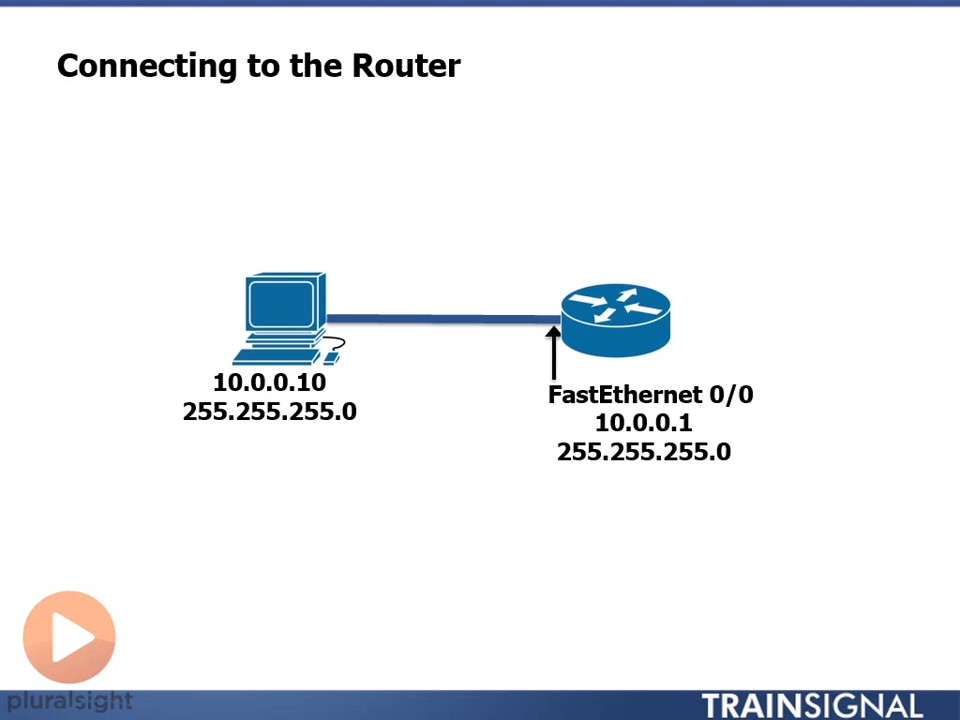 Connecting to the Router
10.0.0.10
255.255.255.0
FastEthernet 0/0
10.0.0.1
255.255.255.0
pluralsight
TRAINSIGNAL